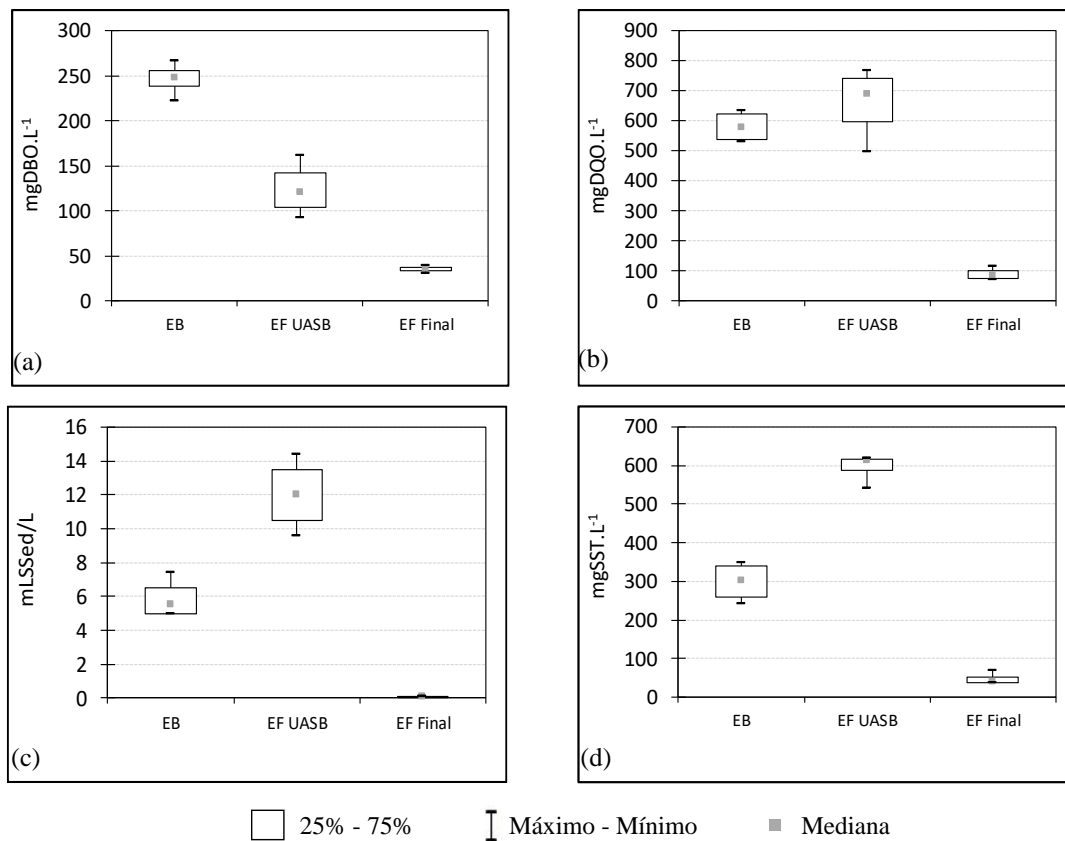 300
250
200
150
100
50
0
mgDBO.L⁻¹
EB EF UASB EF Final
(a)
900
800
700
600
500
400
300
200
100
0
mgDQO.L⁻¹
EB EF UASB EF Final
(b)
16
14
12
10
8
6
4
2
0
mLSSed/L
EB EF UASB EF Final
(c)
700
600
500
400
300
200
100
0
mgSST.L⁻¹
EB EF UASB EF Final
(d)
25% - 75% Máximo - Mínimo Mediana